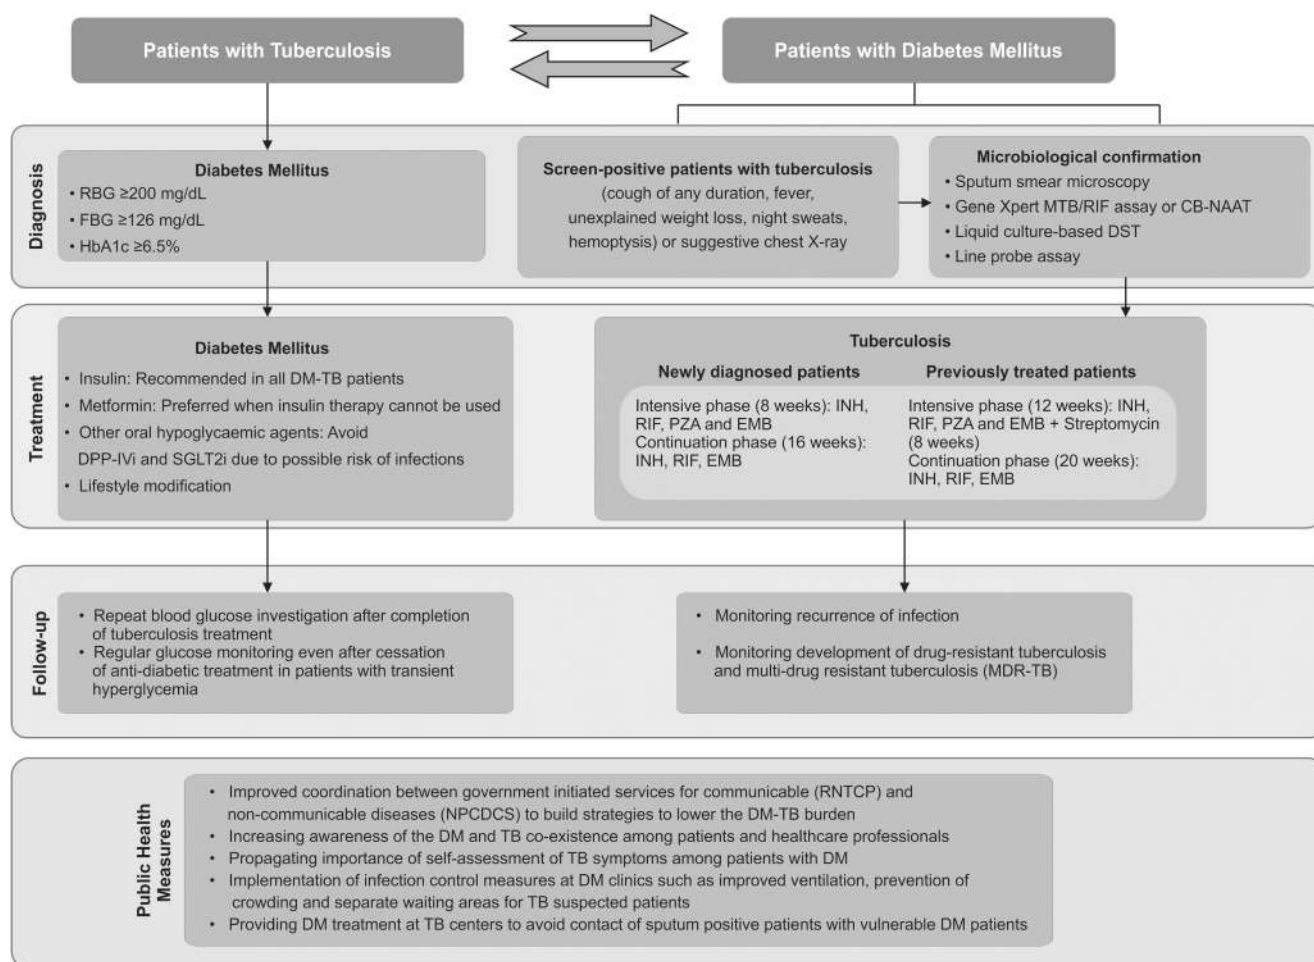 Patients with Tuberculosis
Patients with Diabetes Mellitus
Diagnosis
Diabetes Mellitus
• RBG ≥200 mg/dL
• FBG ≥126 mg/dL
• HbA1c ≥6.5%
Screen-positive patients with tuberculosis
(cough of any duration, fever,
unexplained weight loss, night sweats,
hemoptysis) or suggestive chest X-ray
Microbiological confirmation
• Sputum smear microscopy
• Gene Xpert MTB/RIF assay or CB-NAAT
• Liquid culture-based DST
• Line probe assay
Treatment
Diabetes Mellitus
• Insulin: Recommended in all DM-TB patients
• Metformin: Preferred when insulin therapy cannot be used
• Other oral hypoglycaemic agents: Avoid
DPP-IVi and SGLT2i due to possible risk of infections
• Lifestyle modification
Tuberculosis
Newly diagnosed patients
Intensive phase (8 weeks): INH,
RIF, PZA and EMB
Continuation phase (16 weeks):
INH, RIF, EMB
Previously treated patients
Intensive phase (12 weeks): INH,
RIF, PZA and EMB + Streptomycin
(8 weeks)
Continuation phase (20 weeks):
INH, RIF, EMB
Follow-up
• Repeat blood glucose investigation after completion
of tuberculosis treatment
• Regular glucose monitoring even after cessation
of anti-diabetic treatment in patients with transient
hyperglycemia
• Monitoring recurrence of infection
• Monitoring development of drug-resistant tuberculosis
and multi-drug resistant tuberculosis (MDR-TB)
Public Health
Measures
• Improved coordination between government initiated services for communicable (RNTCP) and
non-communicable diseases (NPCDCS) to build strategies to lower the DM-TB burden
• Increasing awareness of the DM and TB co-existence among patients and healthcare professionals
• Propagating importance of self-assessment of TB symptoms among patients with DM
• Implementation of infection control measures at DM clinics such as improved ventilation, prevention of
crowding and separate waiting areas for TB suspected patients
• Providing DM treatment at TB centers to avoid contact of sputum positive patients with vulnerable DM patients